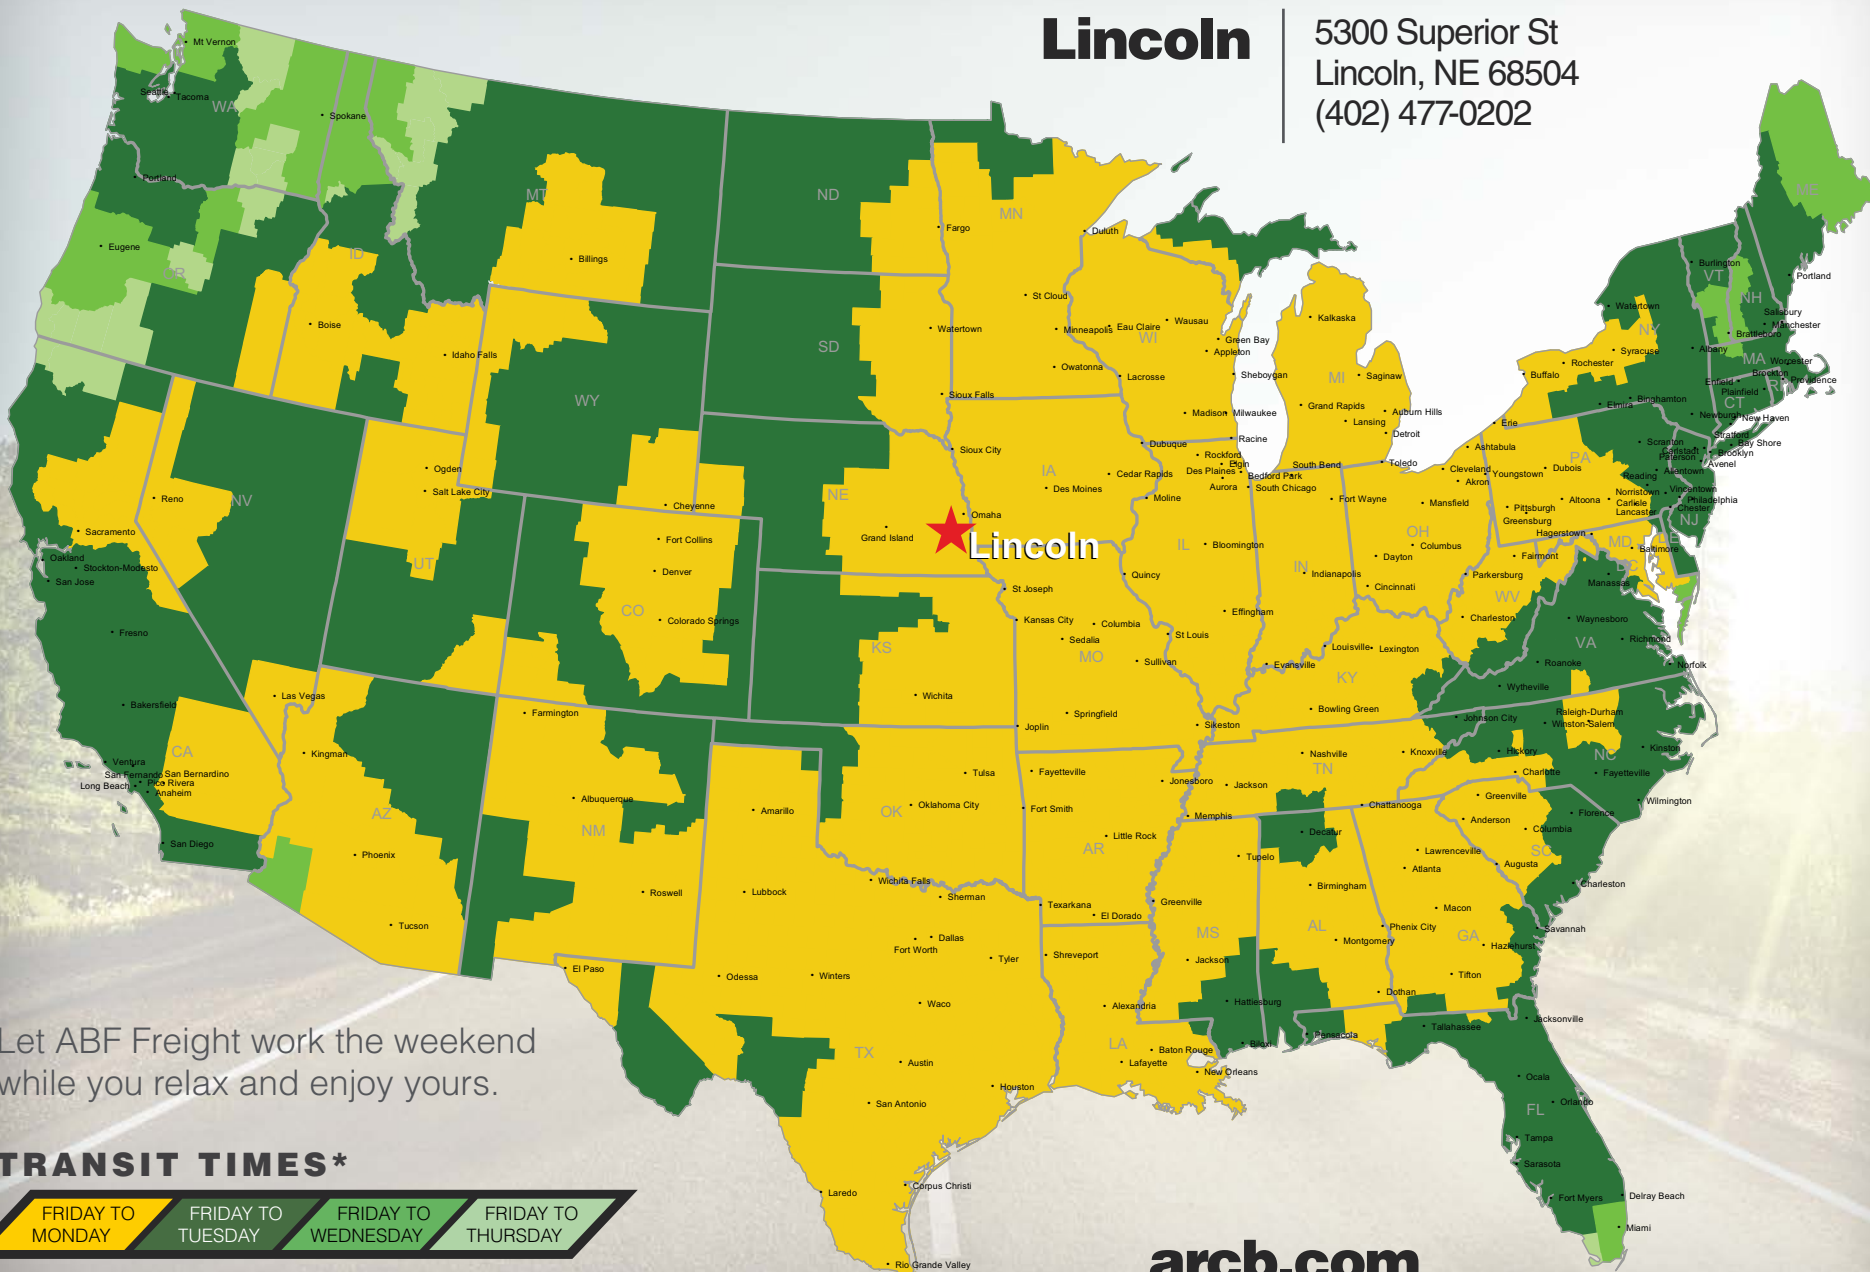 Lincoln
5300 Superior St
Lincoln, NE 68504
(402) 477-0202
Mt Vernon
Seattle
Tacoma
WA
Spokane
Portland
Eugene
OR
ID
Boise
Idaho Falls
MT
Billings
ND
Fargo
MN
Duluth
St Cloud
Minneapolis
Owatonna
Eau Claire
Wausau
WI
Green Bay
Appleton
Sheboygan
Lacrosse
Madison
Milwaukee
Racine
Kalkaska
MI
Saginaw
Grand Rapids
Lansing
Auburn Hills
Detroit
SD
Watertown
Sioux Falls
WY
Cheyenne
NE
Grand Island
Omaha
Lincoln
Sioux City
IA
Des Moines
Cedar Rapids
Dubuque
Moline
Rockford
Elgin
Des Plaines
Bedford Park
Aurora
South Chicago
South Bend
Toledo
Fort Wayne
Mansfield
Cleveland
Akron
Ashtabula
Youngstown
Erie
OH
Columbus
Dayton
Cincinnati
IL
Bloomington
Quincy
Effingham
IN
Indianapolis
Evansville
Louisville
Lexington
KY
Bowling Green
Reno
NV
Las Vegas
Sacramento
Oakland
Stockton-Modesto
San Jose
Fresno
Bakersfield
CA
Ventura
San Fernando
San Bernardino
Long Beach
Pico Rivera
Anaheim
San Diego
Ogden
Salt Lake City
UT
Fort Collins
Denver
CO
Colorado Springs
Kingman
AZ
Phoenix
Tucson
Farmington
Albuquerque
NM
Roswell
KS
Wichita
St Joseph
Kansas City
Columbia
Sedalia
MO
Sullivan
St Louis
Springfield
Joplin
Sikeston
Tulsa
OK
Oklahoma City
Fayetteville
Fort Smith
Jonesboro
Little Rock
AR
Texarkana
El Dorado
Amarillo
Lubbock
Wichita Falls
Sherman
Dallas
Fort Worth
Tyler
El Paso
Odessa
Winters
Waco
TX
Austin
Houston
San Antonio
Laredo
Corpus Christi
Rio Grande Valley
Shreveport
Alexandria
LA
Baton Rouge
Lafayette
New Orleans
Nashville
Knoxville
TN
Jackson
Memphis
Chattanooga
Tupelo
Greenville
MS
Jackson
Hattiesburg
Biloxi
Decatur
Birmingham
AL
Montgomery
Phenix City
Dothan
Pensacola
Lawrenceville
Atlanta
Macon
GA
Hazlehurst
Tifton
Savannah
Augusta
Greenville
Anderson
Columbia
SC
Florence
Charleston
Johnson City
Hickory
Charlotte
Raleigh-Durham
Winston-Salem
NC
Kinston
Fayetteville
Wilmington
Tallahassee
Jacksonville
Ocala
Orlando
FL
Tampa
Sarasota
Fort Myers
Delray Beach
Miami
WV
Parkersburg
Charleston
Fairmont
VA
Manassas
Waynesboro
Richmond
Roanoke
Norfolk
Wytheville
MD
Hagerstown
Baltimore
DC
DE
PA
Dubois
Altoona
Pittsburgh
Greensburg
Scranton
Reading
Allentown
Norristown
Carlisle
Lancaster
Vincentown
Philadelphia
Chester
NJ
Carlstadt
Paterson
Avenel
Brooklyn
Bay Shore
Stratford
New Haven
Newburgh
NY
Watertown
Syracuse
Rochester
Buffalo
Elmira
Binghamton
Albany
Burlington
VT
NH
Brattleboro
Salisbury
Manchester
MA
Worcester
Brockton
Providence
Enfield
Plainfield
CT
RI
ME
Portland
Let ABF Freight work the weekend
while you relax and enjoy yours.
TRANSIT TIMES*
FRIDAY TO
MONDAY
FRIDAY TO
TUESDAY
FRIDAY TO
WEDNESDAY
FRIDAY TO
THURSDAY
arcb.com